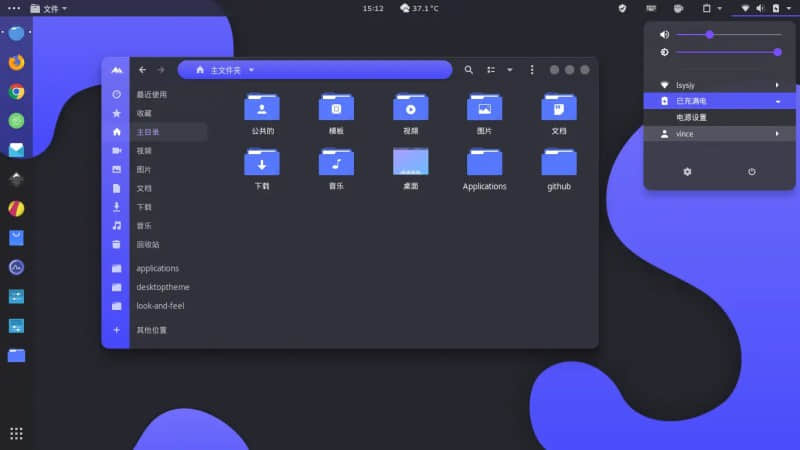 文件
15:12
37.1°C
主文件夹
最近使用
收藏
主目录
视频
图片
文档
下载
音乐
回收站
applications
desktoptheme
look-and-feel
其他位置
公共的
模板
视频
图片
文档
下载
音乐
桌面
Applications
github
lsysjy
已充满电
电源设置
vince